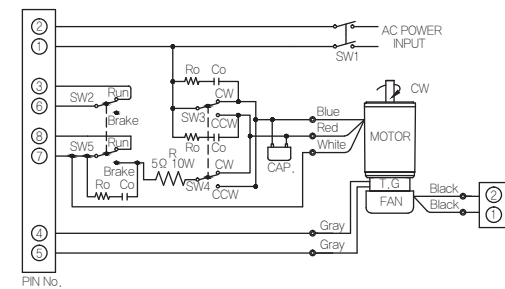 ②
①
AC POWER
INPUT
SW1
Ro Co
CW
SW3
CCW
Ro Co
③
Run
SW2
⑥
Brake
⑧
SW5
Run
⑦
Brake
Ro Co
R
5Ω 10W
CW
SW4
CCW
CW
Blue
Red
White
CAP.
MOTOR
T.G
FAN
Black
②
Black
①
④
Gray
⑤
Gray
PIN No.